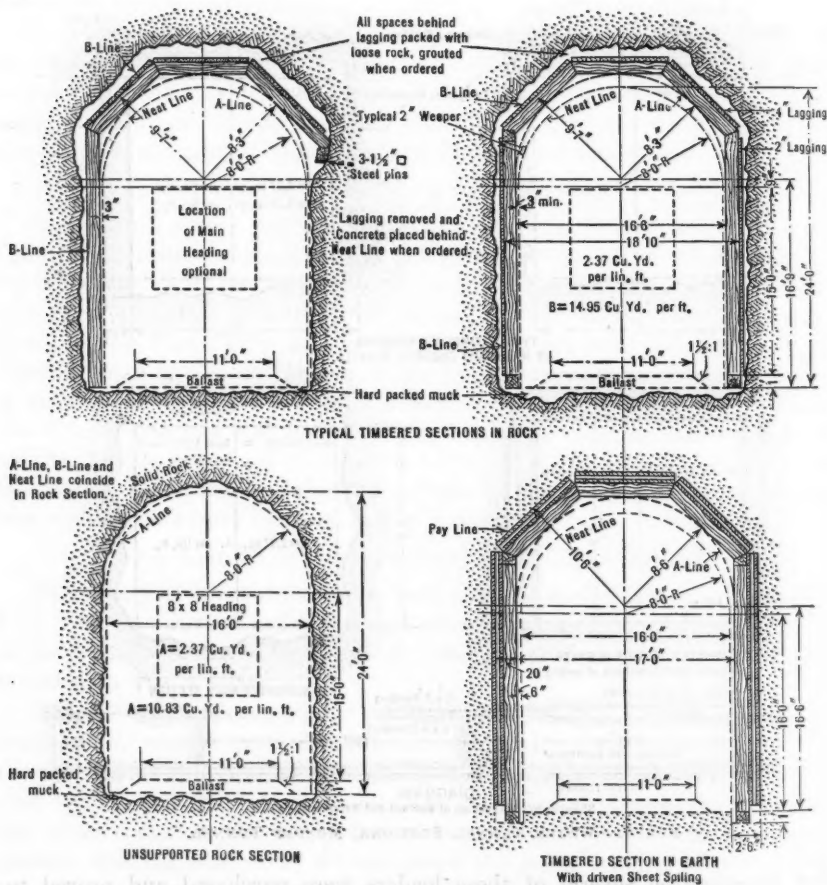 All spaces behind
lagging packed with
loose rock, grouted
when ordered
B-Line
A-Line
Neat Line
9'-7"
8'-3"
8'-0"R
3-1½"
Steel pins
3"
Location
of Main
Heading
optional
B-Line
11'-0"
Ballast
Typical 2" Weeper
Lagging removed and
Concrete placed behind
Neat Line when ordered.
Hard packed muck
B-Line
Neat Line
A-Line
9'-7"
8'-3"
8'-0"R
4" Lagging
2" Lagging
3" min.
16'-6"
18'10"
2.37 Cu. Yd.
per lin. ft.
B=14.95 Cu. Yd. per ft.
B-Line
11'-0"
1½:1
Ballast
15'-0"
16'-9"
24'-0"
1'
TYPICAL TIMBERED SECTIONS IN ROCK
A-Line, B-Line and
Neat Line coincide
in Rock Section.
Solid Rock
A-Line
8'-0"R
8'x 8' Heading
16'-0"
A=2.37 Cu. Yd.
per lin. ft.
A=10.83 Cu. Yd. per lin. ft.
11'-0"
1½:1
Ballast
Hard packed
muck
15'-0"
24'-0"
UNSUPPORTED ROCK SECTION
Pay Line
Neat Line
10'-6"
8'-6"
A-Line
8'-0"R
16'-0"
17'-0"
20"
6"
11'-0"
16'-0"
16'-6"
1'
2'-6"
TIMBERED SECTION IN EARTH
With driven Sheet Spiling